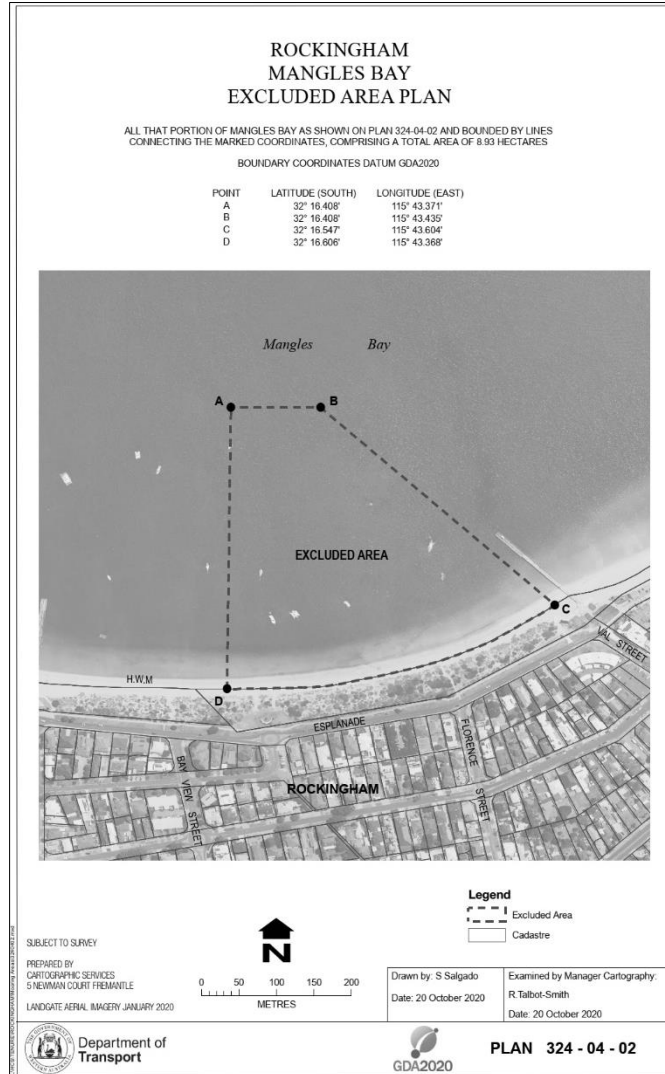 ROCKINGHAM
MANGLES BAY
EXCLUDED AREA PLAN
ALL THAT PORTION OF MANGLES BAY AS SHOWN ON PLAN 324-04-02 AND BOUNDED BY LINES
CONNECTING THE MARKED COORDINATES, COMPRISING A TOTAL AREA OF 8.93 HECTARES
BOUNDARY COORDINATES DATUM GDA2020
POINT LATITUDE (SOUTH) LONGITUDE (EAST)
A 32° 16.408' 115° 43.371'
B 32° 16.408' 115° 43.435'
C 32° 16.547' 115° 43.604'
D 32° 16.606' 115° 43.368'
Mangles Bay
A
B
EXCLUDED AREA
C
VAL STREET
H.W.M
D
ESPLANADE
BAY VIEW STREET
FLORENCE STREET
ROCKINGHAM
Legend
Excluded Area
Cadastre
SUBJECT TO SURVEY
PREPARED BY
CARTOGRAPHIC SERVICES
5 NEWMAN COURT FREMANTLE
LANDGATE AERIAL IMAGERY JANUARY 2020
N
0 50 100 150 200
METRES
Drawn by: S Salgado
Date: 20 October 2020
Examined by Manager Cartography:
R.Talbot-Smith
Date: 20 October 2020
THE GOVERNMENT OF
WESTERN AUSTRALIA
Department of
Transport
GDA2020
PLAN 324 - 04 - 02